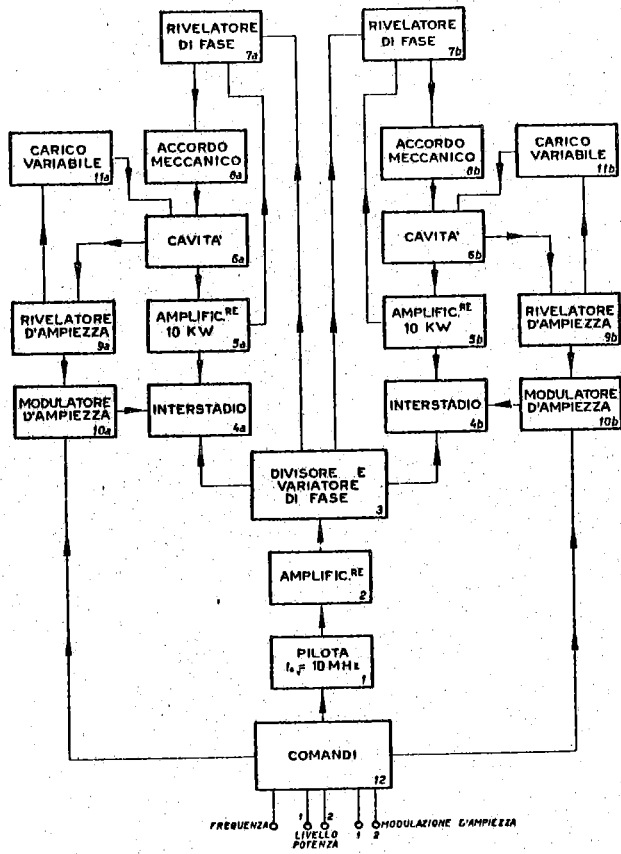 RIVELATORE
DI FASE
7a
RIVELATORE
DI FASE
7b
CARICO
VARIABILE
11a
ACCORDO
MECCANICO
8a
ACCORDO
MECCANICO
8b
CARICO
VARIABILE
11b
CAVITA'
6a
CAVITA'
6b
RIVELATORE
D'AMPIEZZA
9a
AMPLIFIC.RE
10 KW
5a
AMPLIFIC.RE
10 KW
5b
RIVELATORE
D'AMPIEZZA
9b
MODULATORE
D'AMPIEZZA
10a
INTERSTADIO
4a
INTERSTADIO
4b
MODULATORE
D'AMPIEZZA
10b
DIVISORE E
VARIATORE
DI FASE
3
AMPLIFIC.RE
2
PILOTA
= 10 MHz
1
COMANDI
12
FREQUENZA
1 2
LIVELLO
POTENZA
1 2
MODULAZIONE D'AMPIEZZA